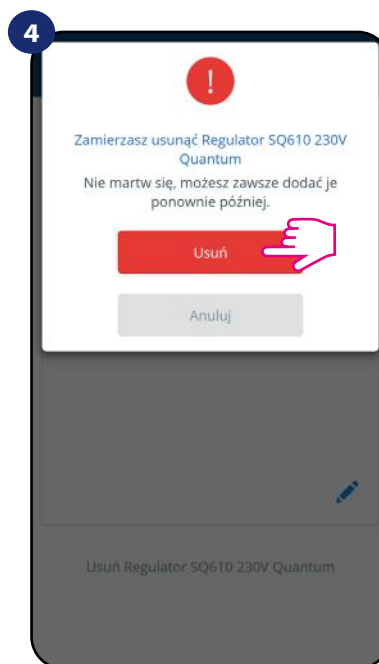 4
!
Zamierzasz usunąć Regulator SQ610 230V
Quantum
Nie martw się, możesz zawsze dodać je
ponownie później.
Usuń
Anuluj
Usuń Regulator SQ610 230V Quantum